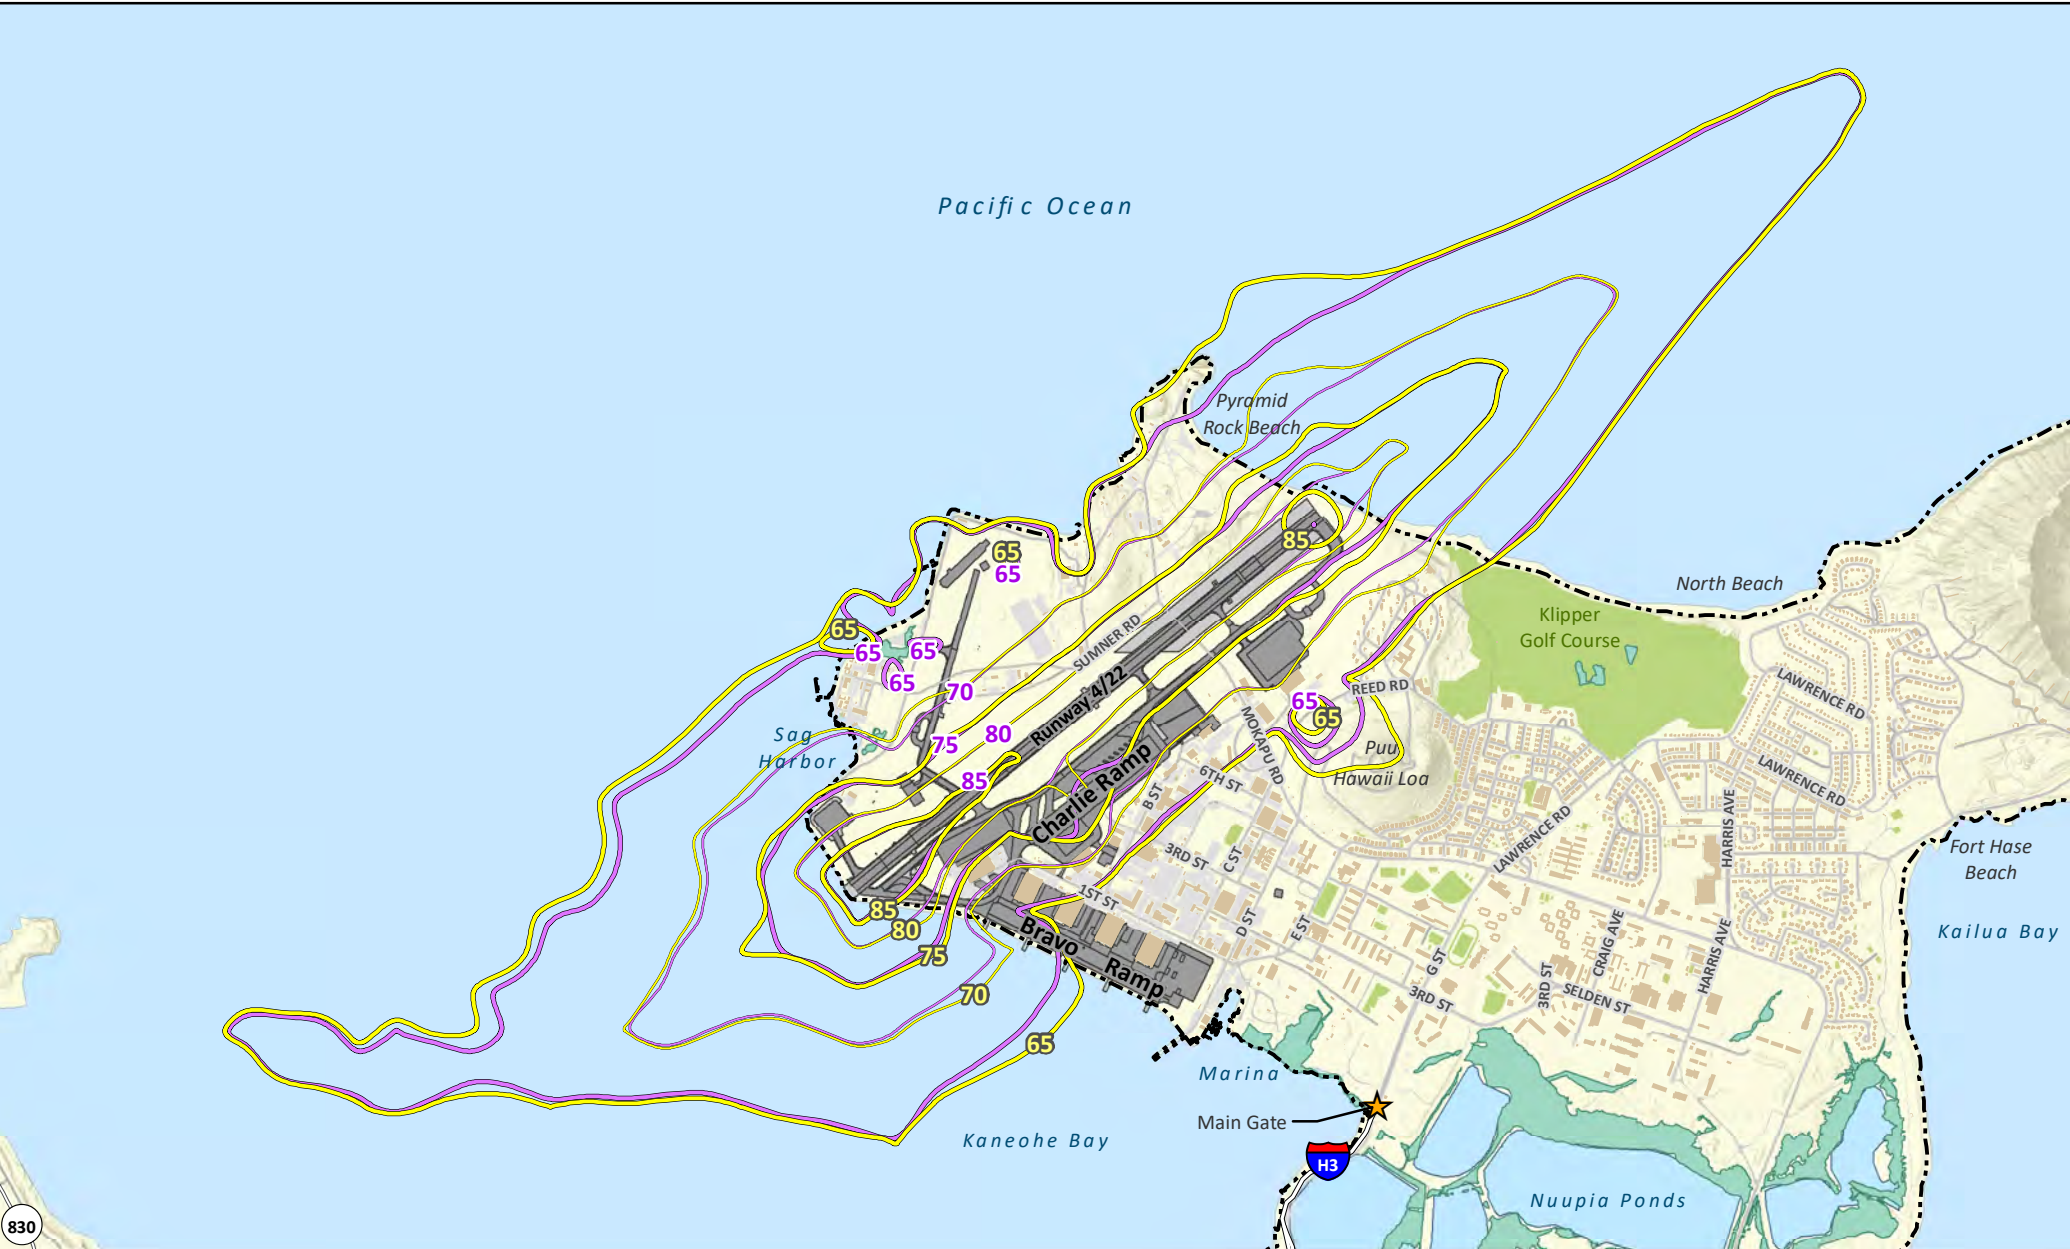 Pacific Ocean
Pyramid
Rock Beach
85
65
65
North Beach
Klipper
Golf Course
65
65
65
65
SUMNER RD
70
Runway 4/22
LAWRENCE RD
REED RD
65
65
Sag
Harbor
75
80
85
MOKAPU RD
Puu
Hawaii Loa
6TH ST
Charlie Ramp
B ST
LAWRENCE RD
HARRIS AVE
LAWRENCE RD
3RD ST
C ST
Fort Hase
Beach
1ST ST
85
80
75
70
65
Bravo
Ramp
D ST
E ST
G ST
CRAIG AVE
HARRIS AVE
Kailua Bay
3RD ST
3RD ST
SELDEN ST
Marina
Main Gate
Kaneohe Bay
H3
Nuupia Ponds
830